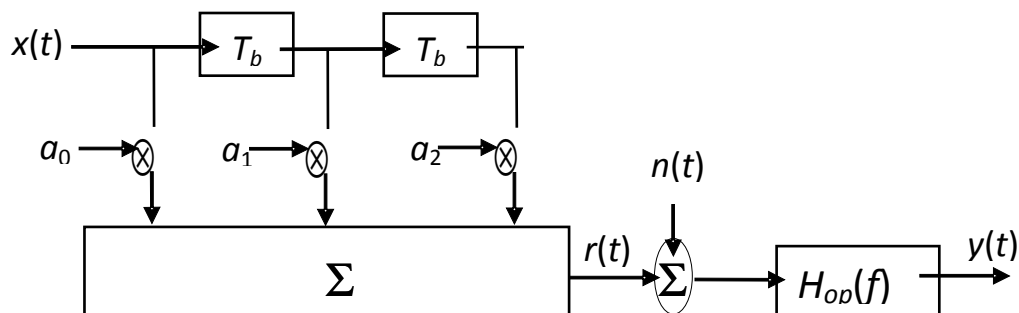 x(t) T_b T_b
a_0 a_1 a_2 n(t)
Σ r(t) Σ H_op(f) y(t)